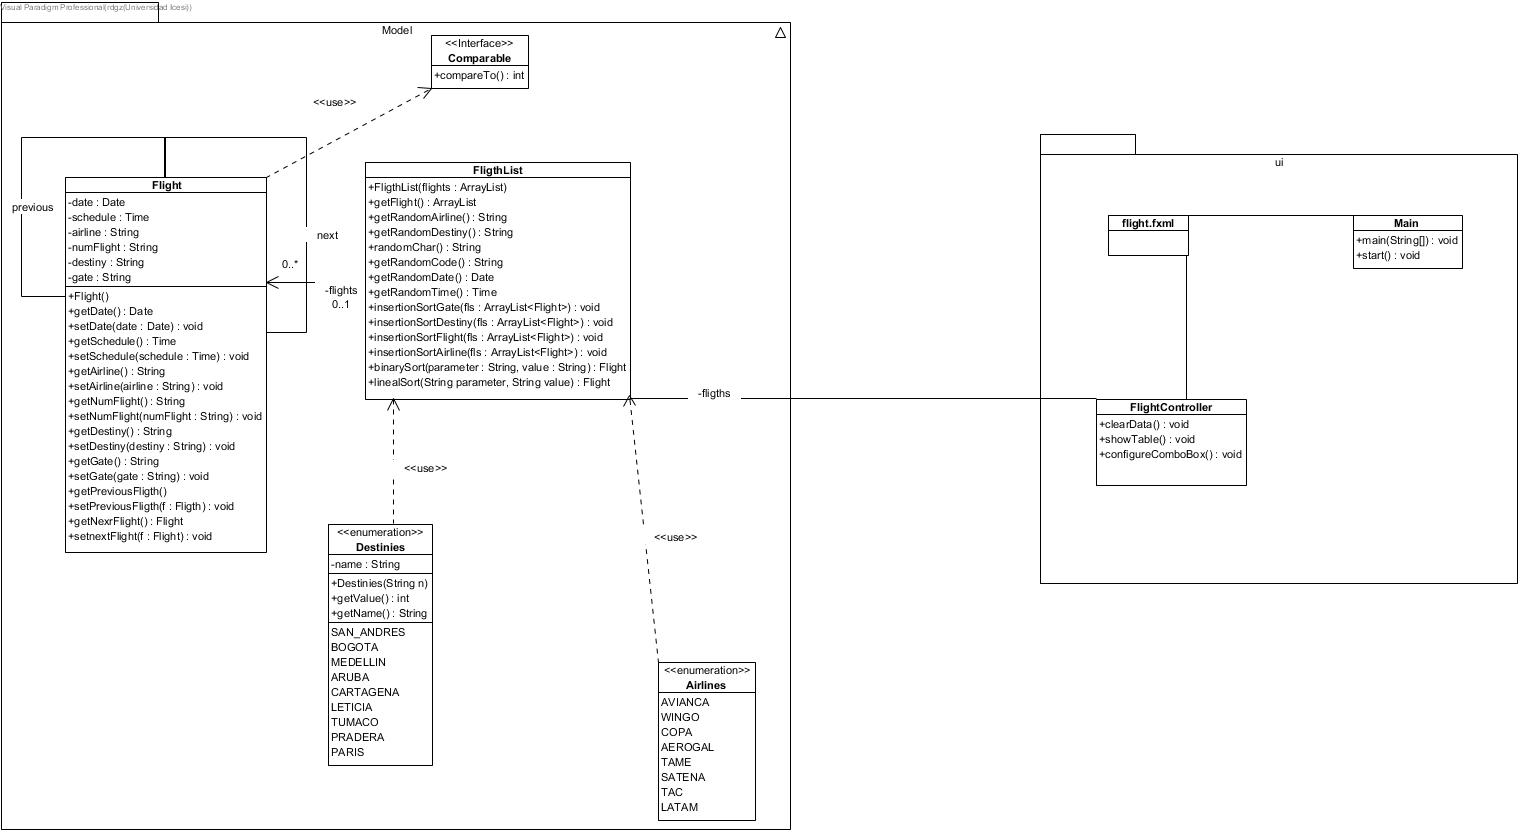 Visual Paradigm Professional(rdgz(Universidad Icesi))
Model
<<Interface>>
Comparable
+compareTo() : int
<<use>>
previous
next
0..*
-flights
0..1
Flight
-date : Date
-schedule : Time
-airline : String
-numFlight : String
-destiny : String
-gate : String
+Flight()
+getDate() : Date
+setDate(date : Date) : void
+getSchedule() : Time
+setSchedule(schedule : Time) : void
+getAirline() : String
+setAirline(airline : String) : void
+getNumFlight() : String
+setNumFlight(numFlight : String) : void
+getDestiny() : String
+setDestiny(destiny : String) : void
+getGate() : String
+setGate(gate : String) : void
+getPreviousFligth()
+setPreviousFligth(f : Fligth) : void
+getNexrFlight() : Flight
+setnextFlight(f : Flight) : void
FligthList
+FligthList(flights : ArrayList)
+getFlight() : ArrayList
+getRandomAirline() : String
+getRandomDestiny() : String
+randomChar() : String
+getRandomCode() : String
+getRandomDate() : Date
+getRandomTime() : Time
+insertionSortGate(fls : ArrayList<Flight>) : void
+insertionSortDestiny(fls : ArrayList<Flight>) : void
+insertionSortFlight(fls : ArrayList<Flight>) : void
+insertionSortAirline(fls : ArrayList<Flight>) : void
+binarySort(parameter : String, value : String) : Flight
+linealSort(String parameter, String value) : Flight
-fligths
<<use>>
<<use>>
<<enumeration>>
Destinies
-name : String
+Destinies(String n)
+getValue() : int
+getName() : String
SAN_ANDRES
BOGOTA
MEDELLIN
ARUBA
CARTAGENA
LETICIA
TUMACO
PRADERA
PARIS
<<enumeration>>
Airlines
AVIANCA
WINGO
COPA
AEROGAL
TAME
SATENA
TAC
LATAM
ui
flight.fxml
Main
+main(String[]) : void
+start() : void
FlightController
+clearData() : void
+showTable() : void
+configureComboBox() : void